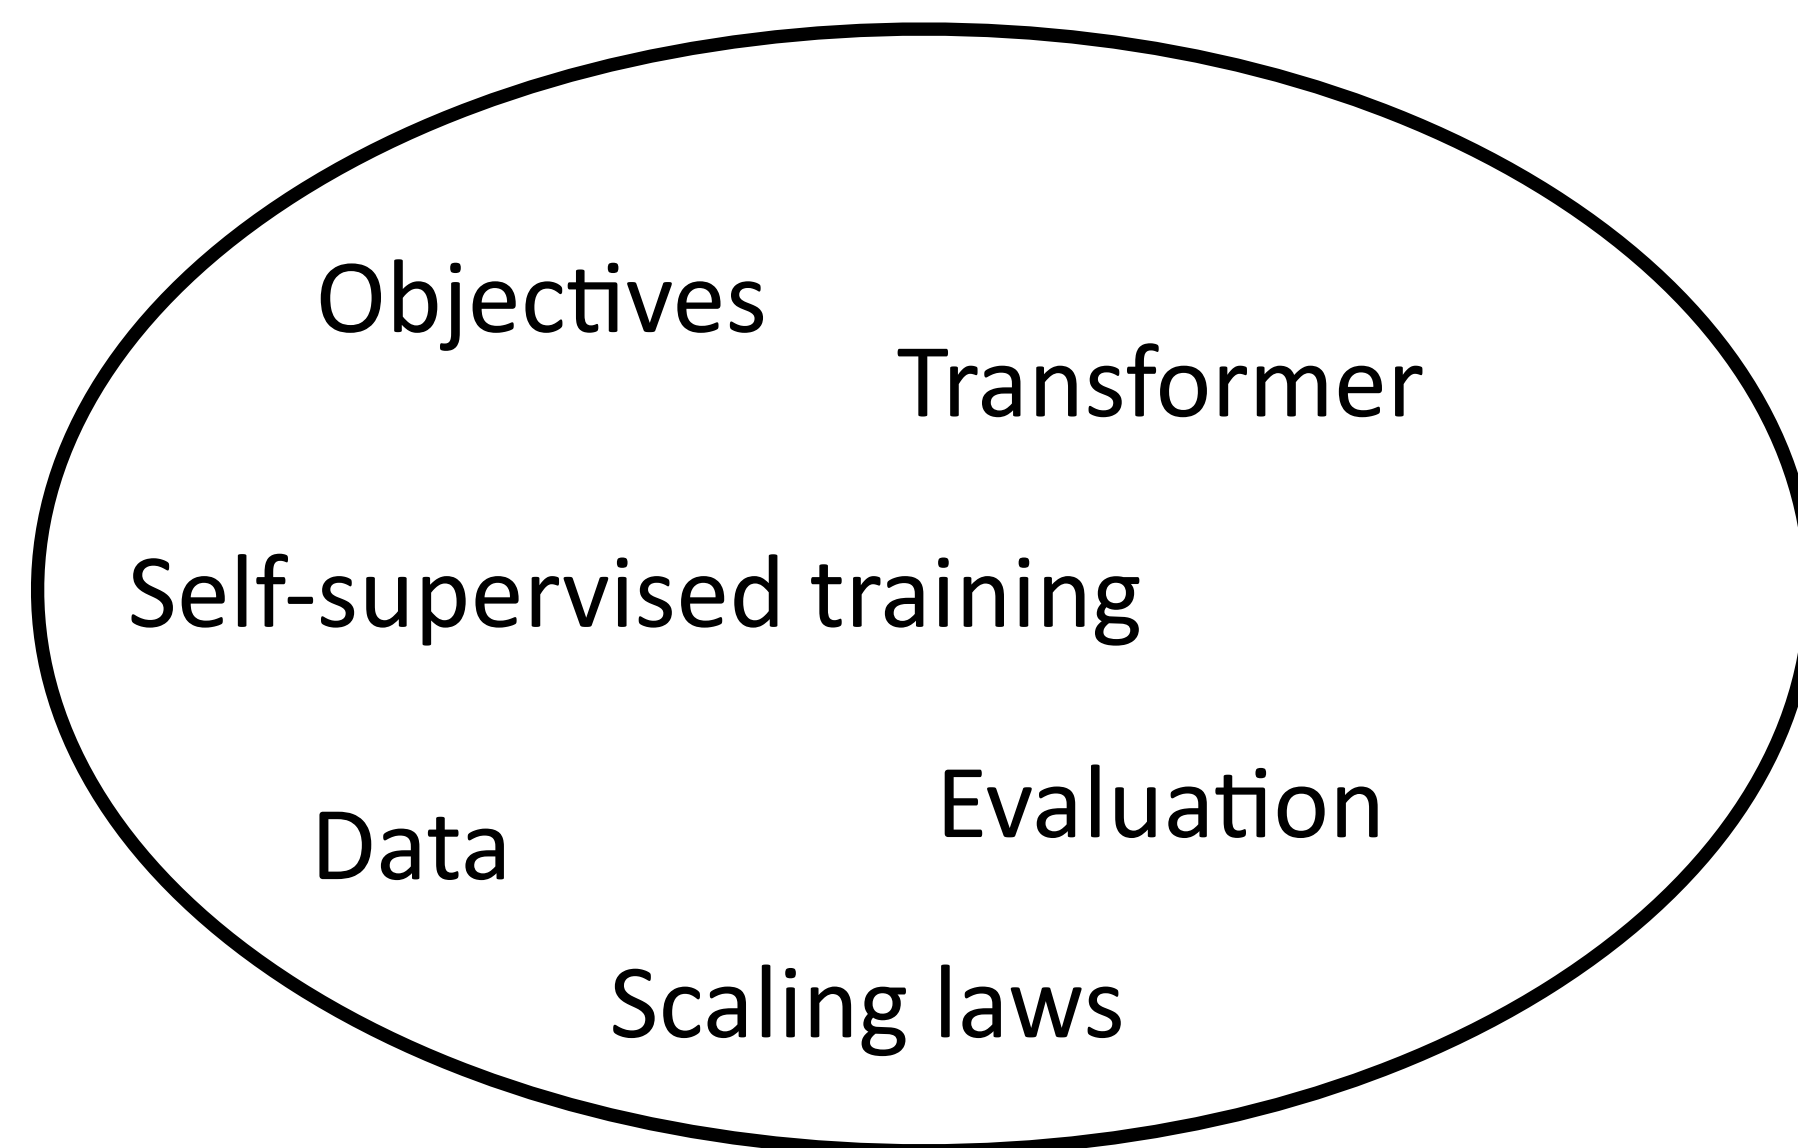 Objectives
Transformer
Self-supervised training
Evaluation
Data
Scaling laws